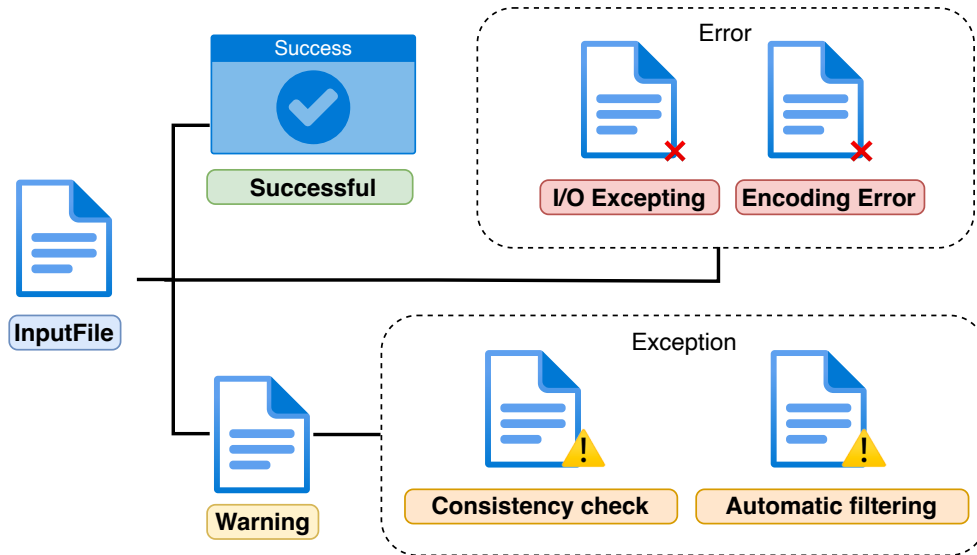 Success
Successful
Error
I/O Excepting
Encoding Error
InputFile
Exception
Warning
Consistency check
Automatic filtering